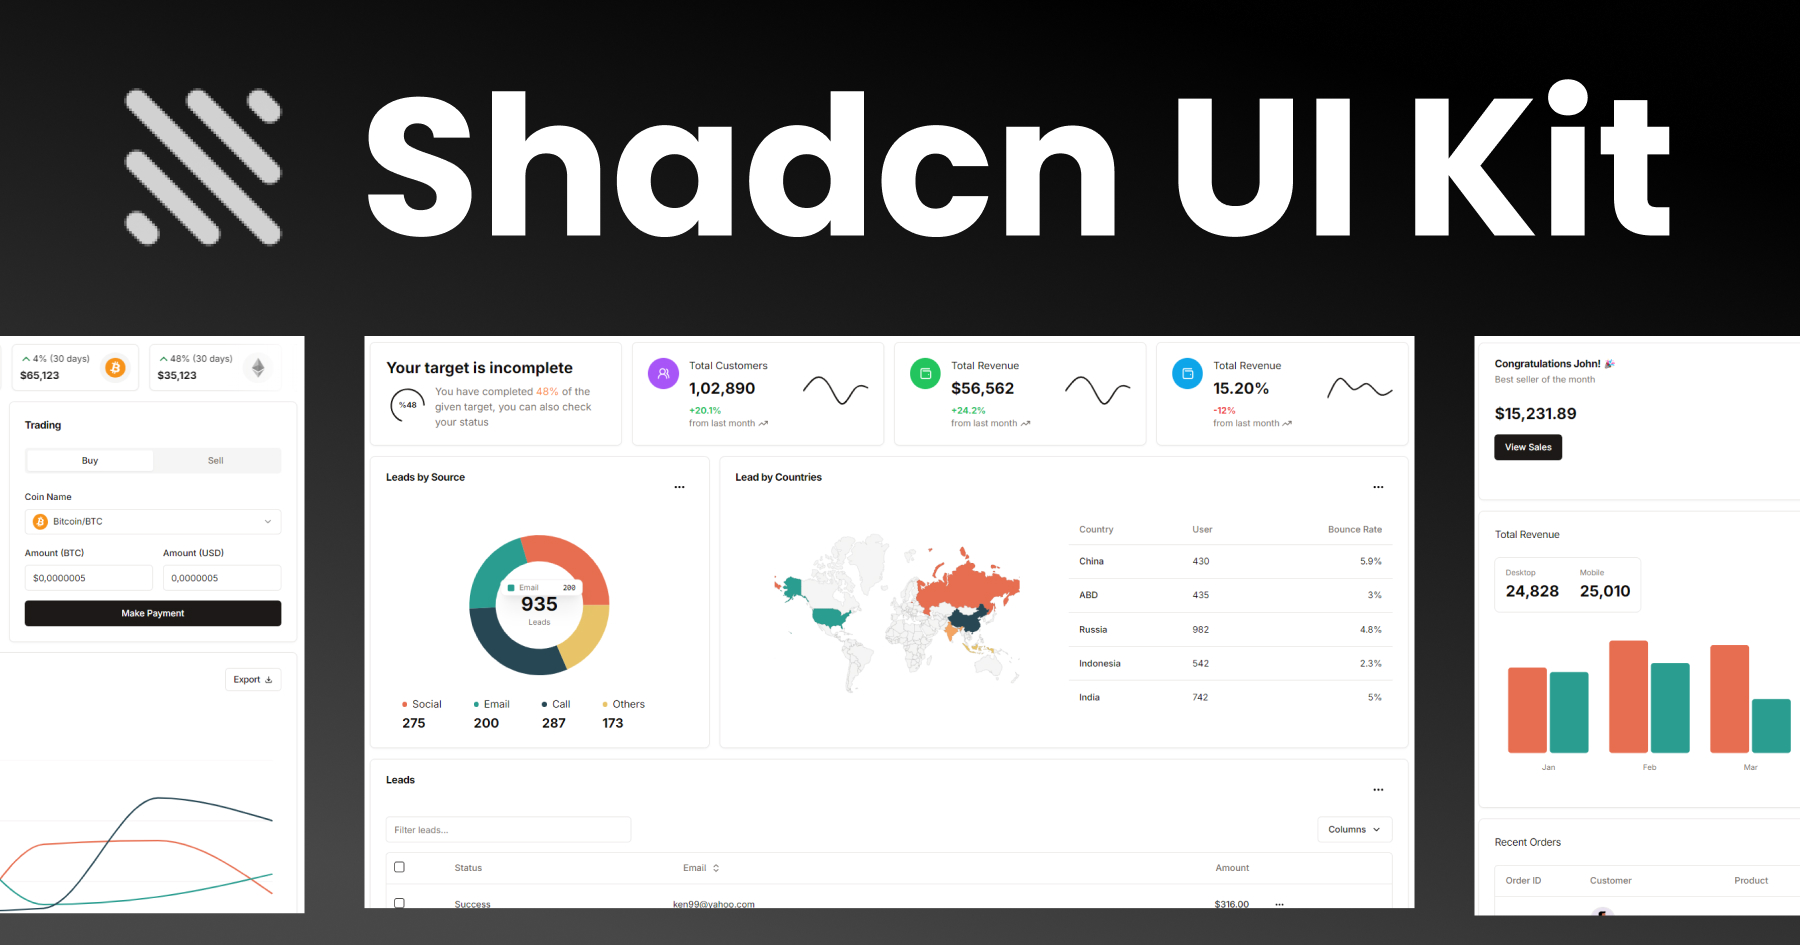 Shadcn UI Kit
4% (30 days)
$65,123
48% (30 days)
$35,123
Trading
Buy
Sell
Coin Name
Bitcoin/BTC
Amount (BTC)
Amount (USD)
$0,0000005
0,0000005
Make Payment
Export
Your target is incomplete
%48
You have completed 48% of the
given target, you can also check
your status
Total Customers
1,02,890
+20.1%
from last month
Total Revenue
$56,562
+24.2%
from last month
Total Revenue
15.20%
-12%
from last month
Leads by Source
...
Email 200
935
Leads
Social
275
Email
200
Call
287
Others
173
Lead by Countries
...
Country User Bounce Rate
China 430 5.9%
ABD 435 3%
Russia 982 4.8%
Indonesia 542 2.3%
India 742 5%
Leads
...
Filter leads...
Columns
Status Email Amount
Success ken99@yahoo.com $316.00 ...
Congratulations John! 🎉
Best seller of the month
$15,231.89
View Sales
Total Revenue
Desktop
24,828
Mobile
25,010
Jan Feb Mar
Recent Orders
Order ID Customer Product